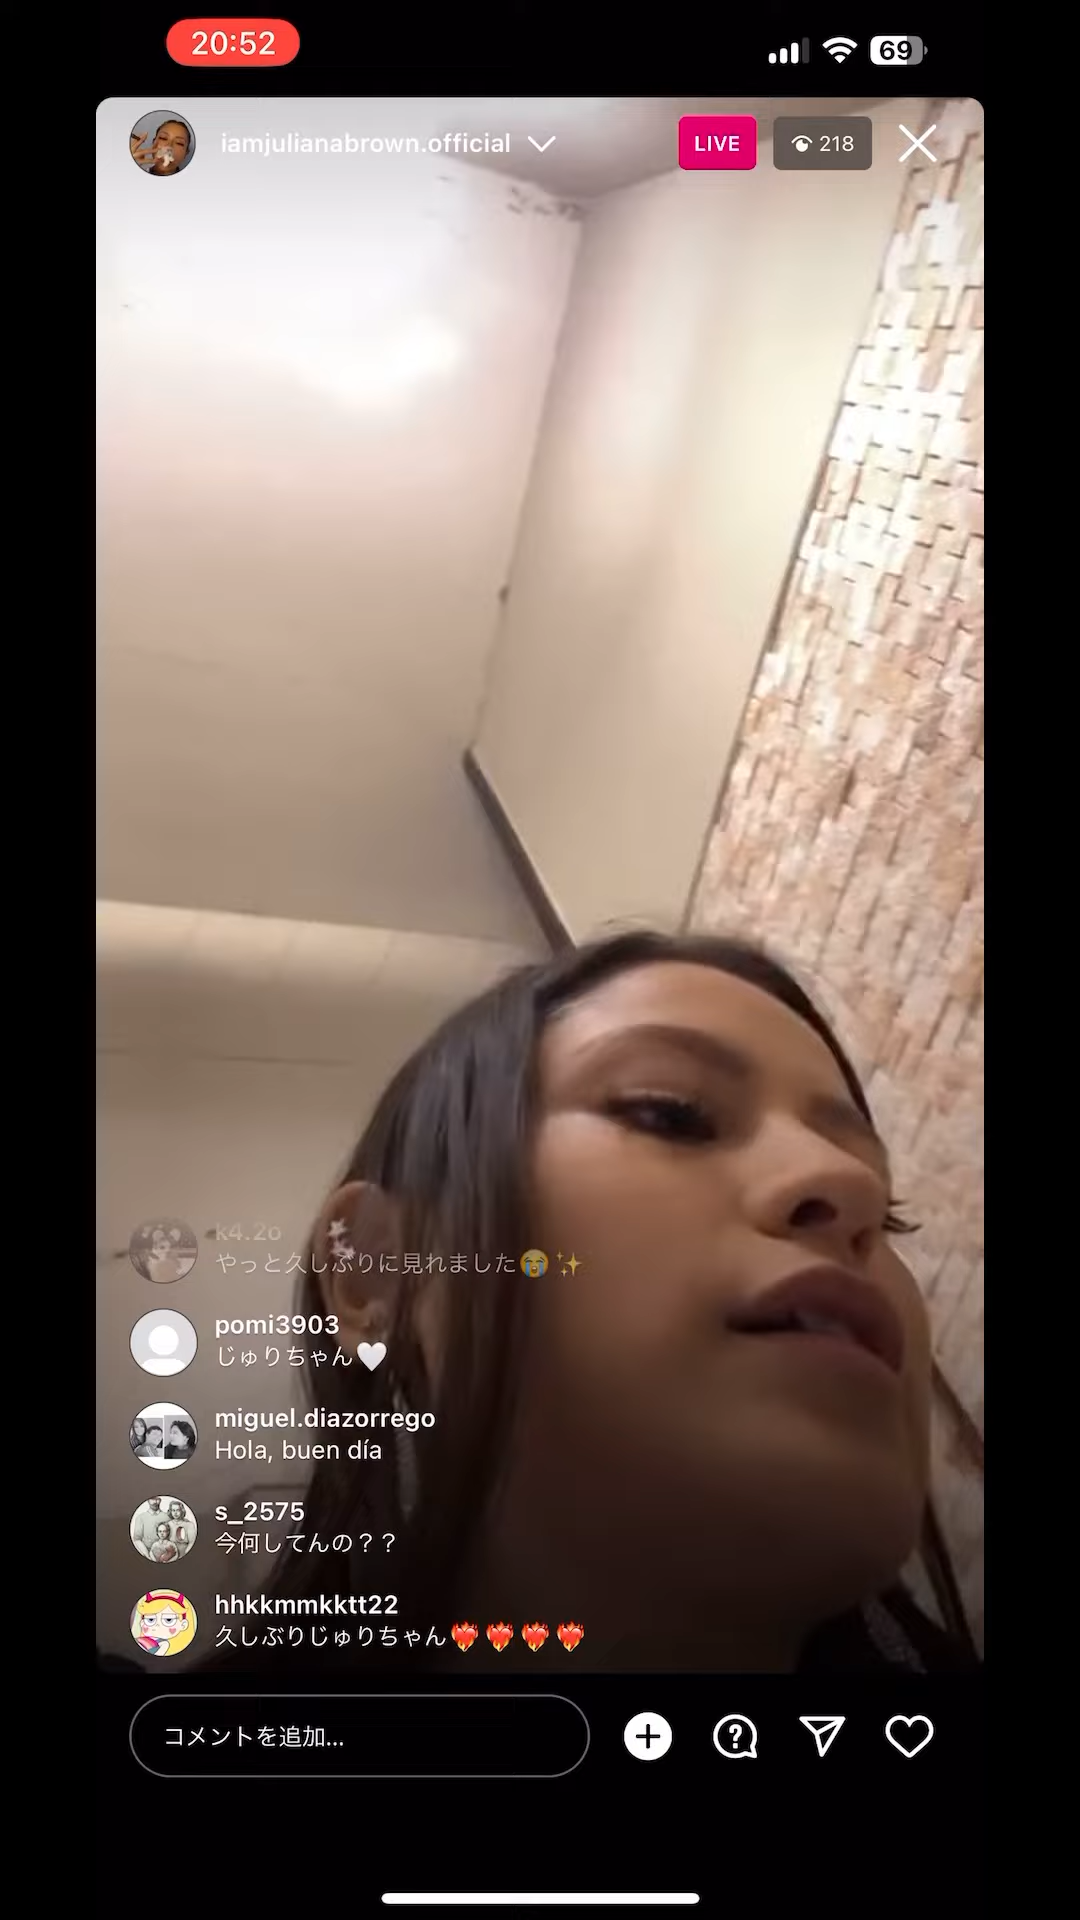 20:52
69
iamjulianabrown.official
LIVE
218
k4.2o
やっと久しぶりに見れました😭✨
pomi3903
じゅりちゃん🤍
miguel.diazorrego
Hola, buen día
s_2575
今何してんの？？
hhkkmmkktt22
久しぶりじゅりちゃん❤️‍🔥❤️‍🔥❤️‍🔥❤️‍🔥
コメントを追加...